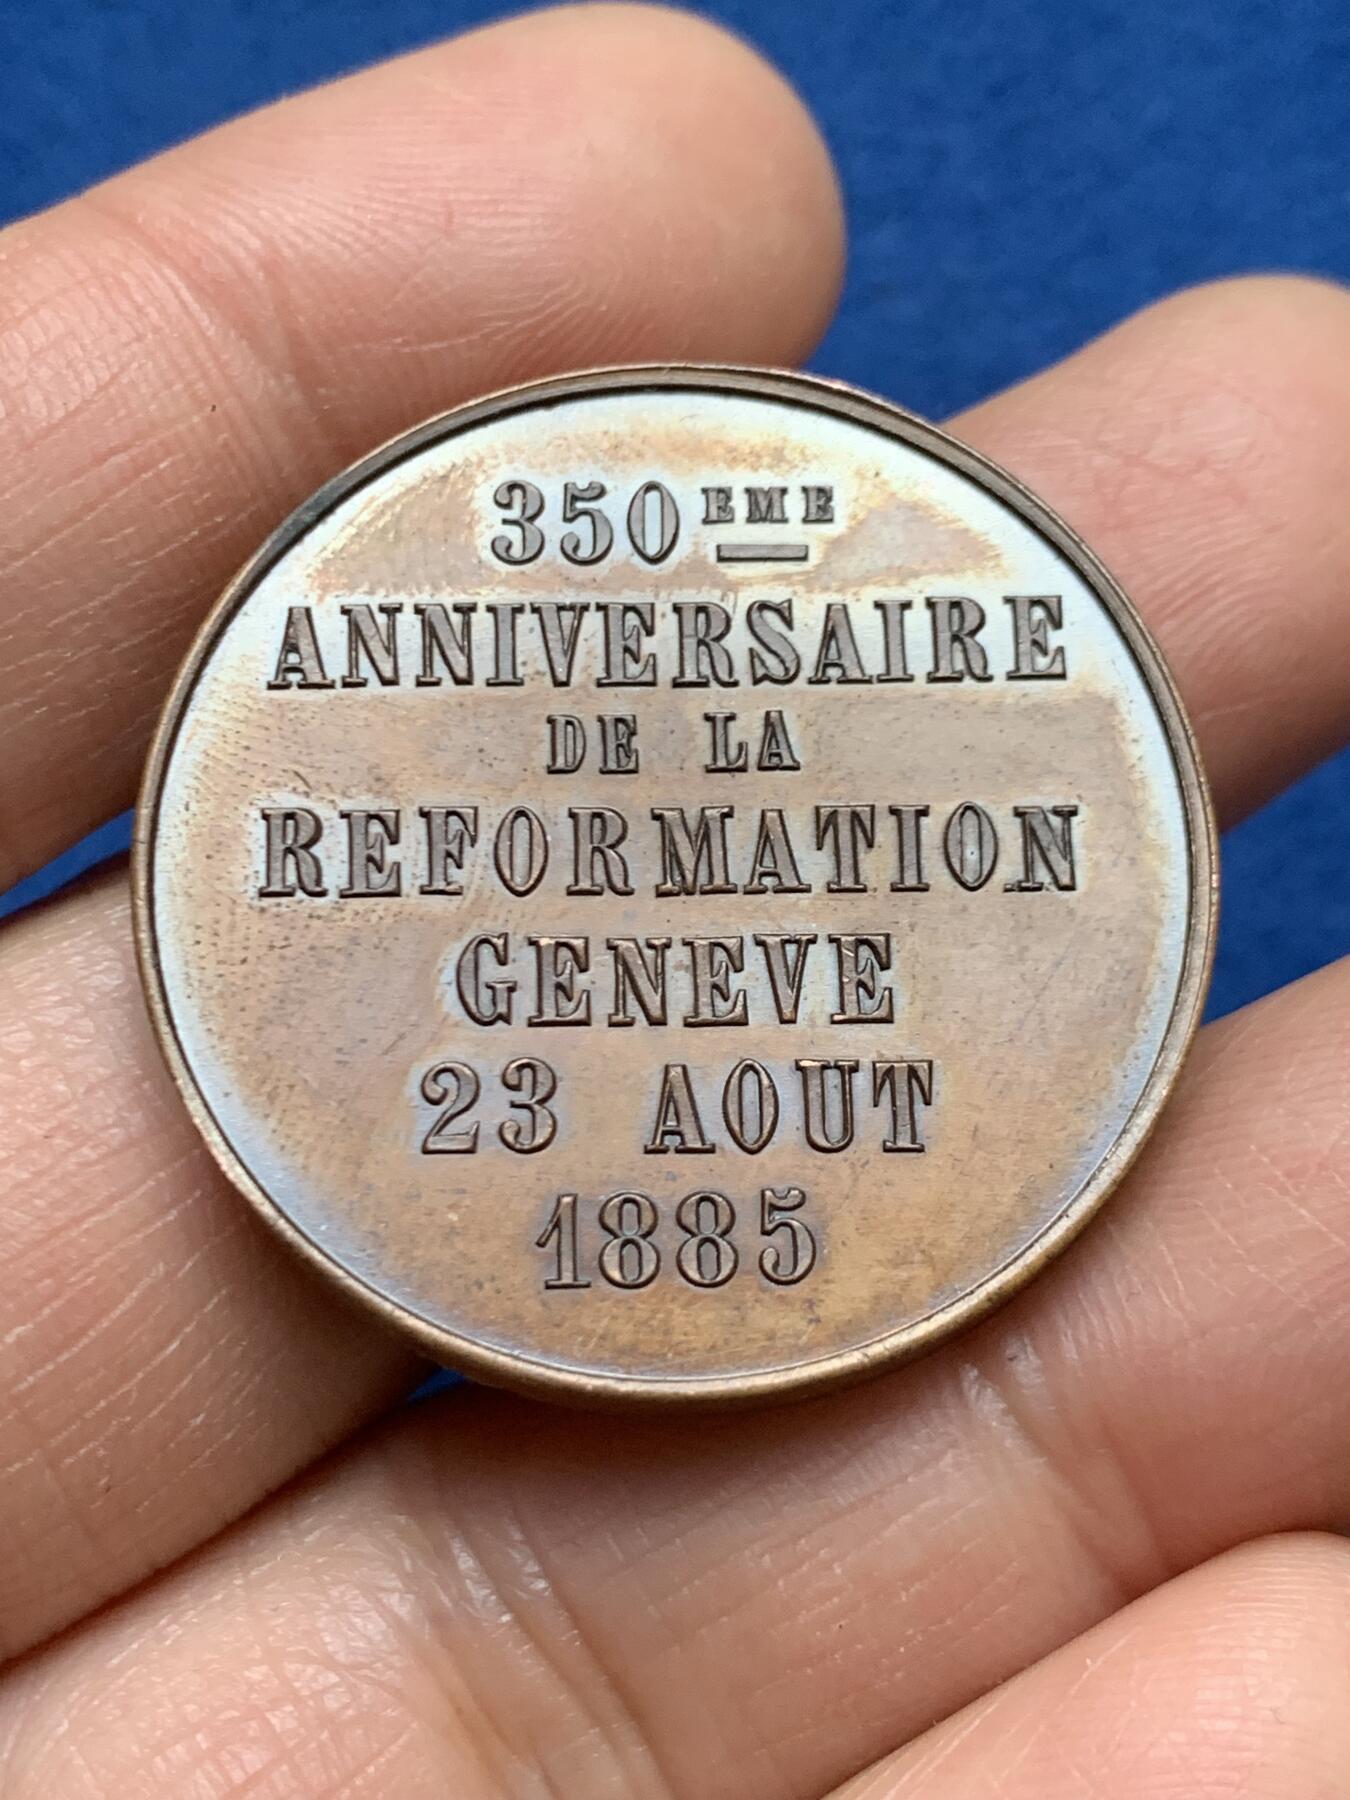 350EME
ANNIVERSAIRE
DE LA
REFORMATION
GENEVE
23 AOUT
1885